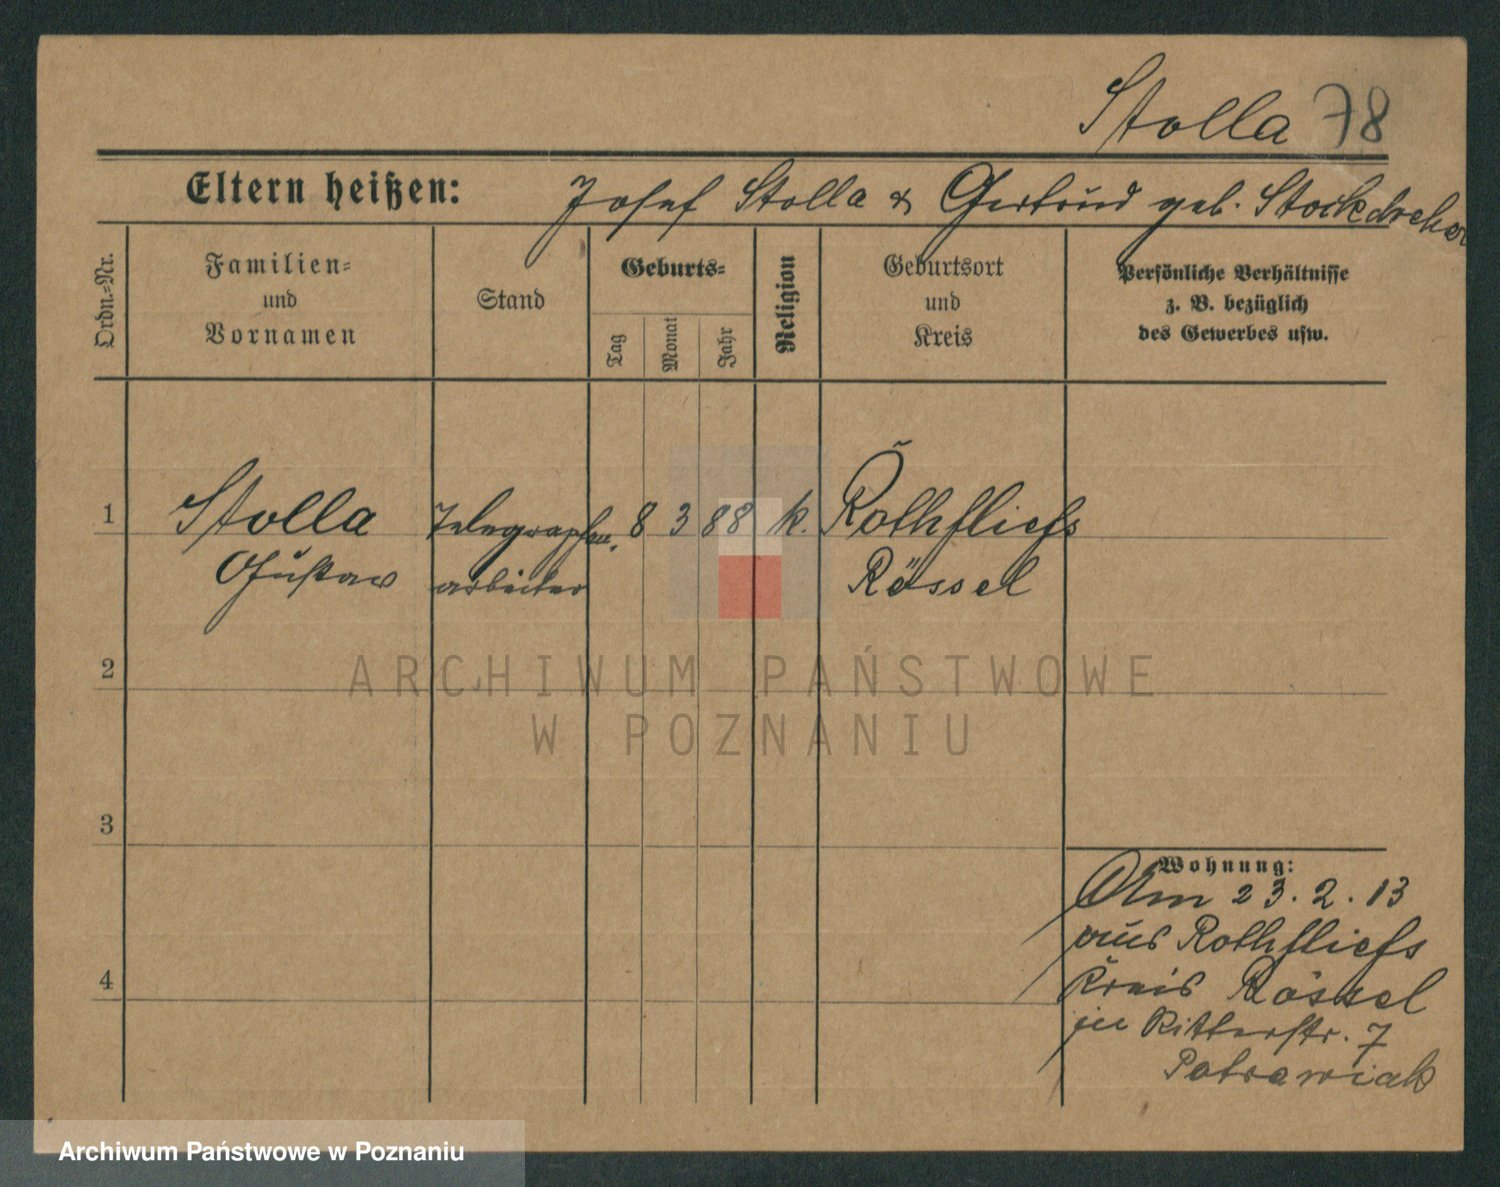 Stolla 78
Eltern heißen: Josef Stolla & Gertrud geb. Stockdreher
Ordn.=Nr.
Familien=
und
Vornamen
Stand
Geburts=
Tag
Monat
Jahr
Religion
Geburtsort
und
Kreis
Persönliche Verhältnisse
z. B. bezüglich
des Gewerbes usw.
1 Stolla Telegraphen 8 3 88 k. Rothfließ
Gustav arbeiter Rössel
2
3
4
Wohnung:
Am 23.2.13
aus Rothfließ
Kreis Rössel
in Ritterstr. 7
Patrawiak
ARCHIWUM PAŃSTWOWE
W POZNANIU
Archiwum Państwowe w Poznaniu